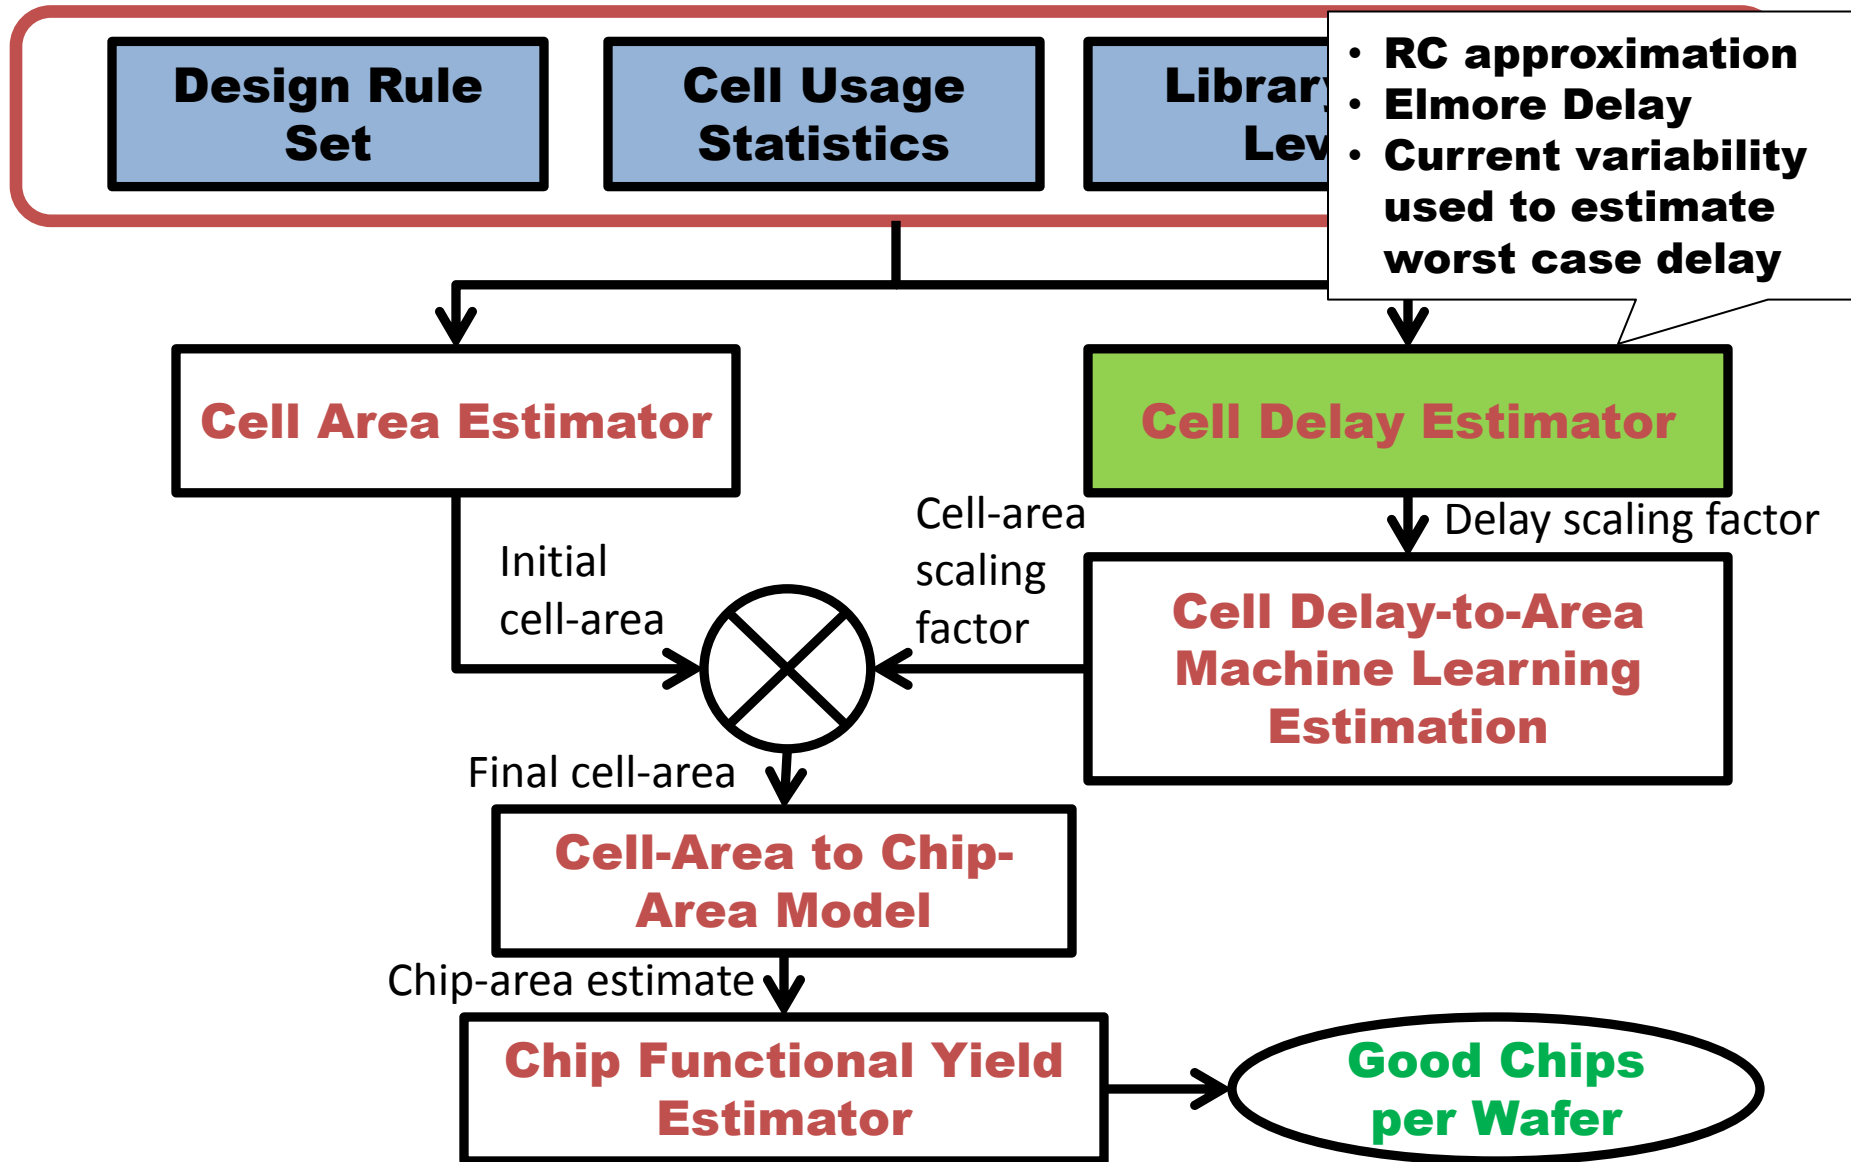 Design Rule
Set
Cell Usage
Statistics
• RC approximation
• Elmore Delay
• Current variability
used to estimate
worst case delay
Cell Area Estimator
Cell Delay Estimator
Delay scaling factor
Initial
cell-area
Cell-area
scaling
factor
Cell Delay-to-Area
Machine Learning
Estimation
Final cell-area
Cell-Area to Chip-
Area Model
Chip-area estimate
Chip Functional Yield
Estimator
Good Chips
per Wafer